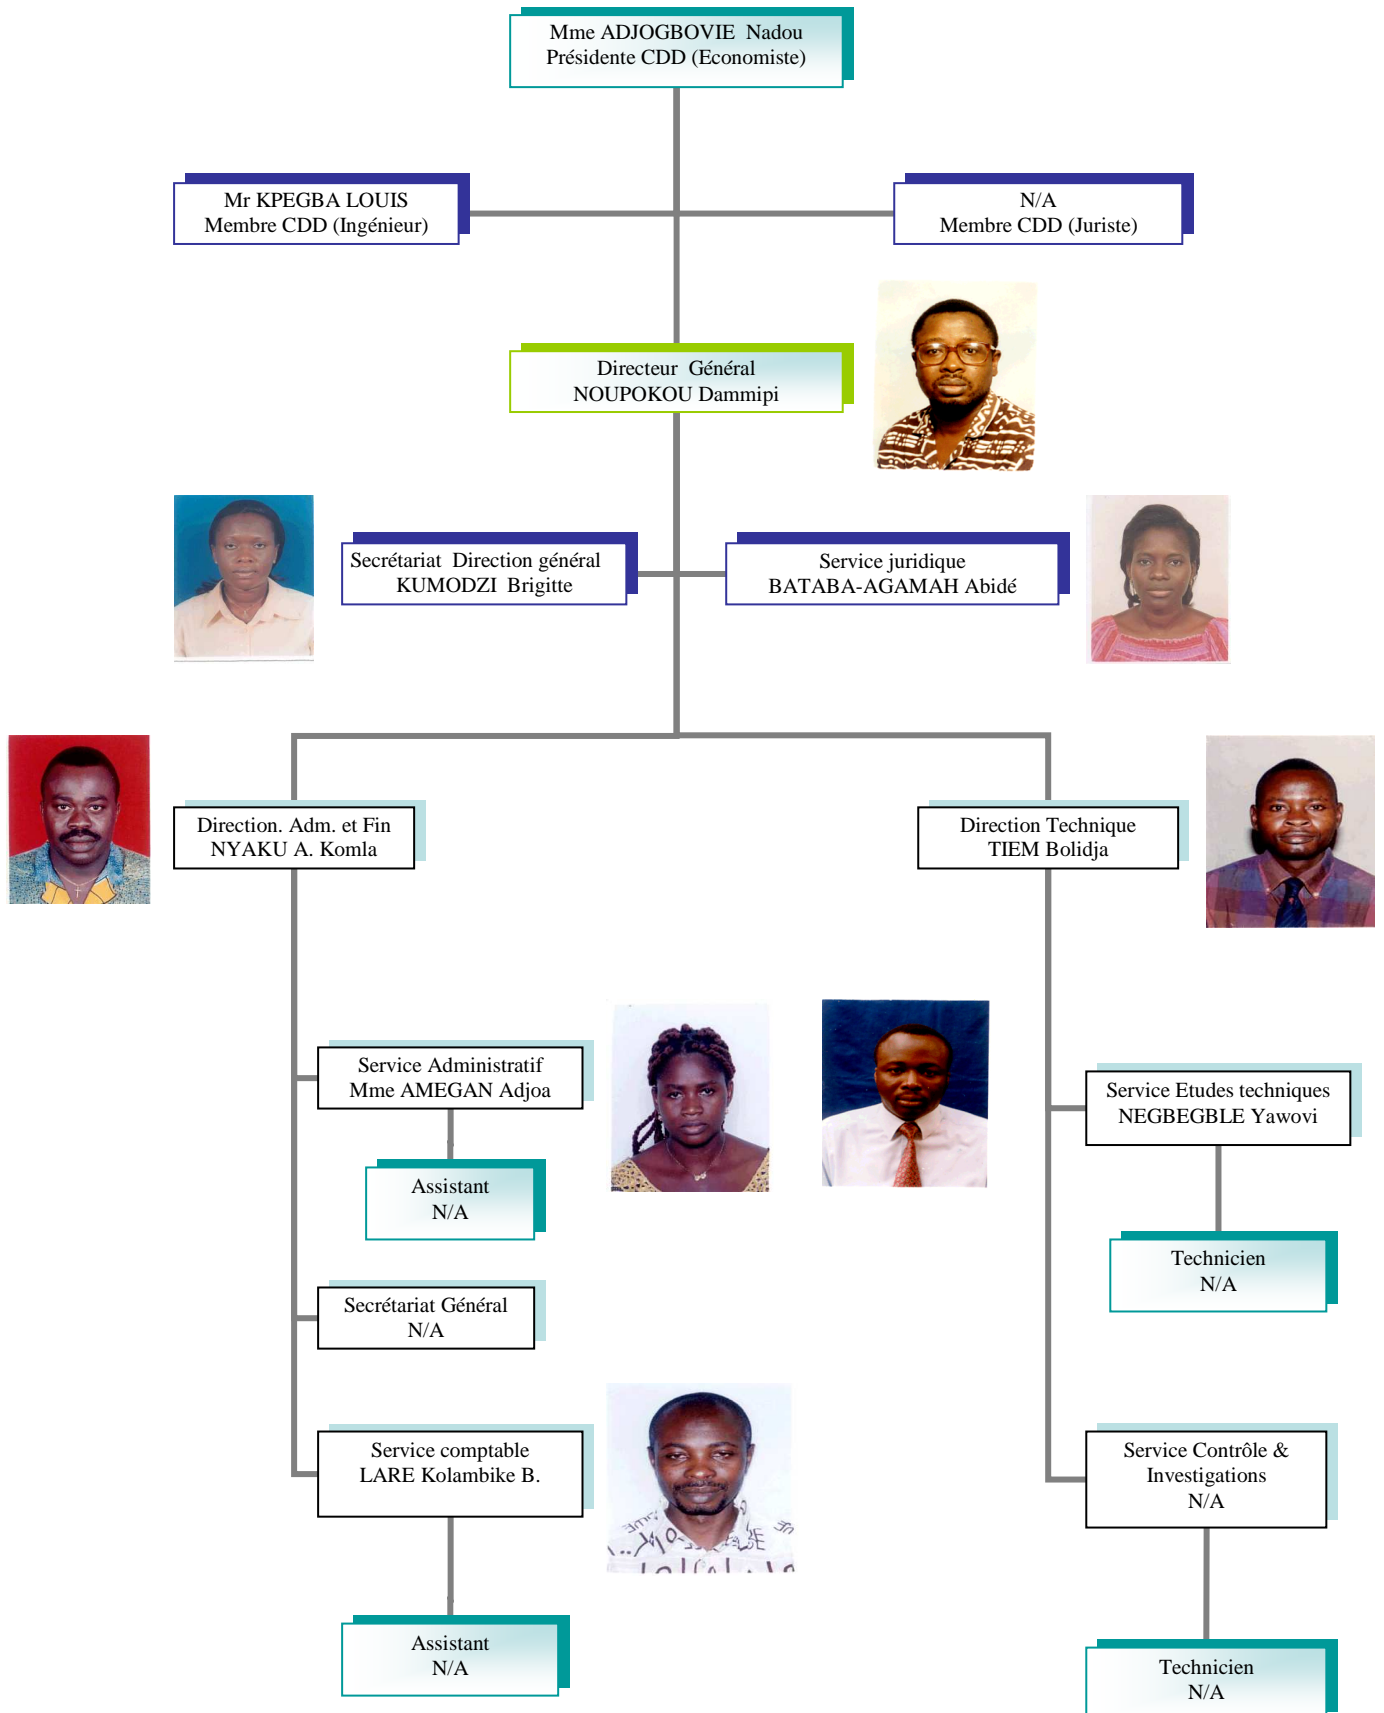 Mme ADJOGBOVIE Nadou
Présidente CDD (Economiste)
Mr KPEGBA LOUIS
Membre CDD (Ingénieur)
N/A
Membre CDD (Juriste)
Directeur Général
NOUPOKOU Dammipi
Secrétariat Direction général
KUMODZI Brigitte
Service juridique
BATABA-AGAMAH Abidé
Direction. Adm. et Fin
NYAKU A. Komla
Direction Technique
TIEM Bolidja
Service Administratif
Mme AMEGAN Adjoa
Service Etudes techniques
NEGBEGBLE Yawovi
Assistant
N/A
Technicien
N/A
Secrétariat Général
N/A
Service comptable
LARE Kolambike B.
Service Contrôle &
Investigations
N/A
Assistant
N/A
Technicien
N/A